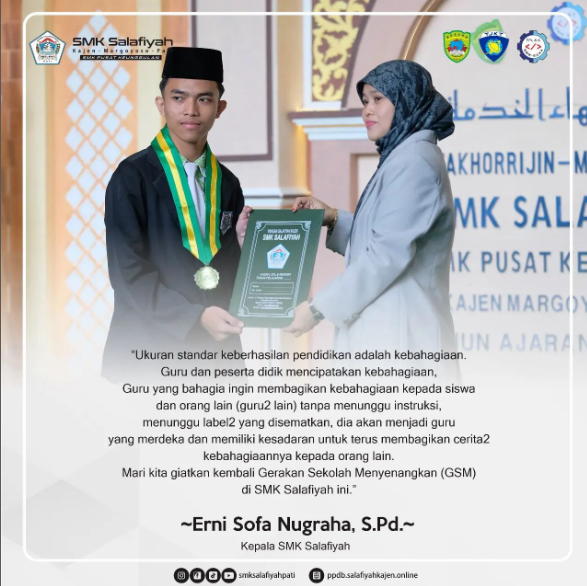 SMK Salafiyah
Kajen - Margoyoso - Pati
SMK PUSAT KEUNGGULAN
AKHORRIJIN-M
MK SALA
K PUSAT KE
KAJEN MARGOY
UN AJARAN
SMK SALAFIYAH
"Ukuran standar keberhasilan pendidikan adalah kebahagiaan.
Guru dan peserta didik mencipatakan kebahagiaan,
Guru yang bahagia ingin membagikan kebahagiaan kepada siswa
dan orang lain (guru2 lain) tanpa menunggu instruksi,
menunggu label2 yang disematkan, dia akan menjadi guru
yang merdeka dan memiliki kesadaran untuk terus membagikan cerita2
kebahagiaannya kepada orang lain.
Mari kita giatkan kembali Gerakan Sekolah Menyenangkan (GSM)
di SMK Salafiyah ini."
~Erni Sofa Nugraha, S.Pd.~
Kepala SMK Salafiyah
smksalafiyahpati
ppdb.salafiyahkajen.online